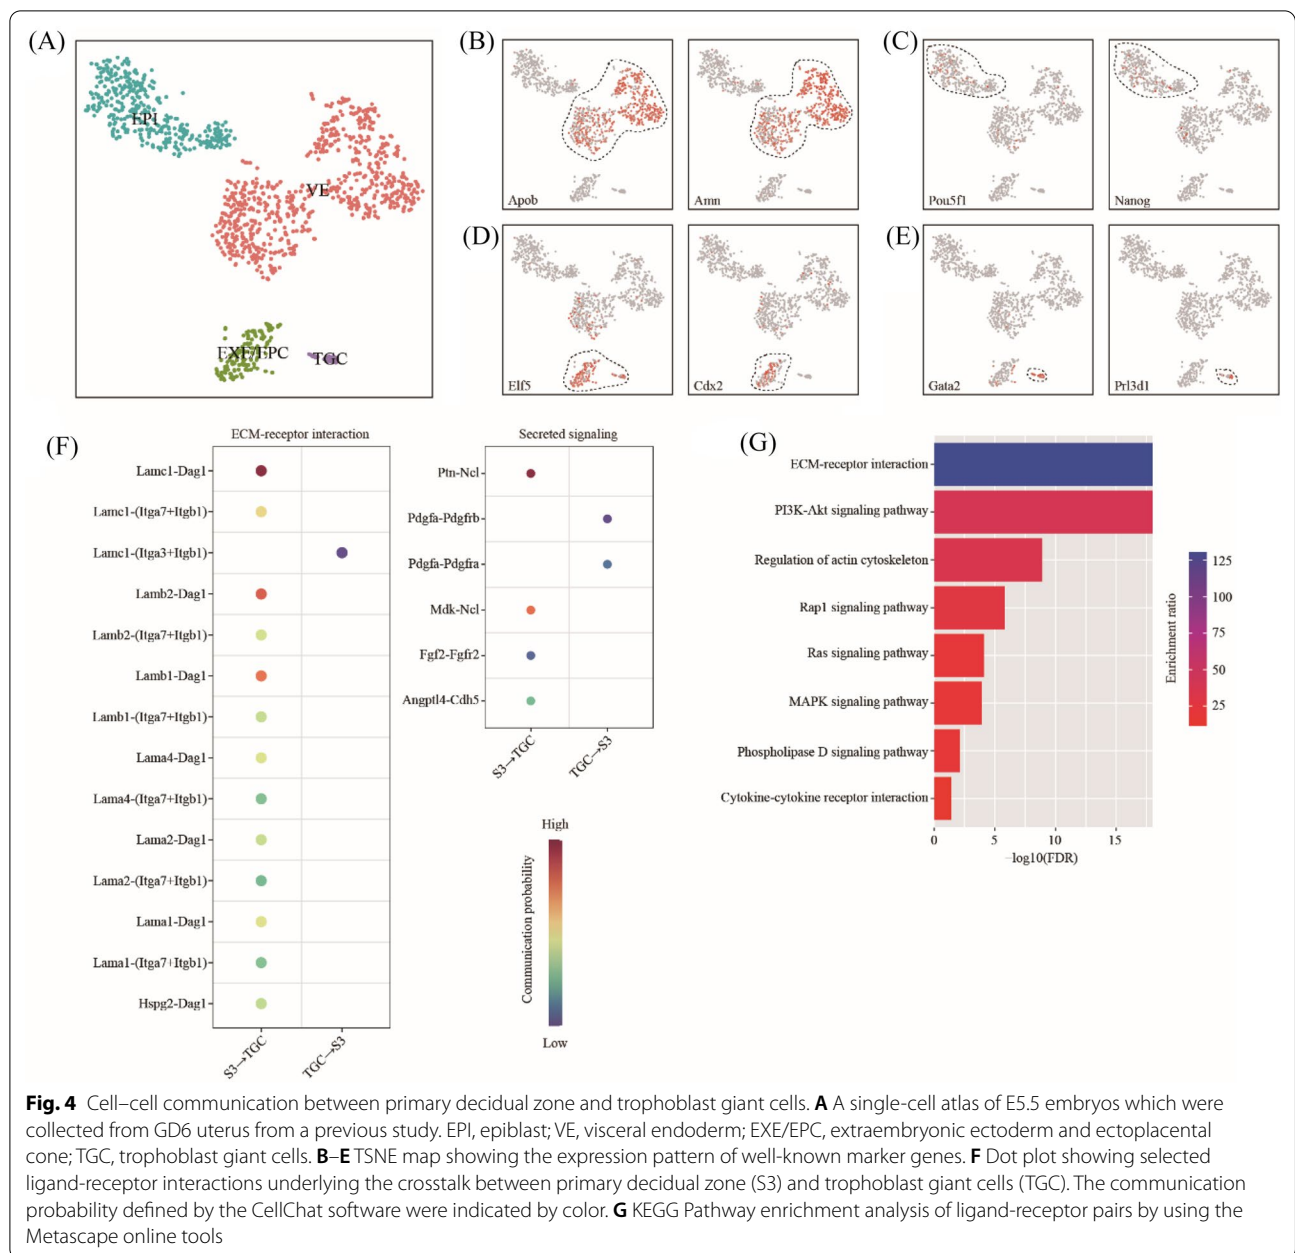 (A)
EPI
VE
EXE/EPC
TGC
(B)
Apob
Amn
(C)
Pou5f1
Nanog
(D)
Elf5
Cdx2
(E)
Gata2
Prl3d1
(F)
ECM-receptor interaction
Lamc1-Dag1
Lamc1-(Itga7+Itgb1)
Lamc1-(Itga3+Itgb1)
Lamb2-Dag1
Lamb2-(Itga7+Itgb1)
Lamb1-Dag1
Lamb1-(Itga7+Itgb1)
Lama4-Dag1
Lama4-(Itga7+Itgb1)
Lama2-Dag1
Lama2-(Itga7+Itgb1)
Lama1-Dag1
Lama1-(Itga7+Itgb1)
Hspg2-Dag1
S3→TGC
TGC→S3
Secreted signaling
Ptn-Ncl
Pdgfa-Pdgfrb
Pdgfa-Pdgfra
Mdk-Ncl
Fgf2-Fgfr2
Angptl4-Cdh5
S3→TGC
TGC→S3
High
Communication probability
Low
(G)
ECM-receptor interaction
PI3K-Akt signaling pathway
Regulation of actin cytoskeleton
Rap1 signaling pathway
Ras signaling pathway
MAPK signaling pathway
Phospholipase D signaling pathway
Cytokine-cytokine receptor interaction
0 5 10 15
−log10(FDR)
Enrichment ratio
125
100
75
50
25
Fig. 4 Cell–cell communication between primary decidual zone and trophoblast giant cells. A A single-cell atlas of E5.5 embryos which were
collected from GD6 uterus from a previous study. EPI, epiblast; VE, visceral endoderm; EXE/EPC, extraembryonic ectoderm and ectoplacental
cone; TGC, trophoblast giant cells. B–E TSNE map showing the expression pattern of well-known marker genes. F Dot plot showing selected
ligand-receptor interactions underlying the crosstalk between primary decidual zone (S3) and trophoblast giant cells (TGC). The communication
probability defined by the CellChat software were indicated by color. G KEGG Pathway enrichment analysis of ligand-receptor pairs by using the
Metascape online tools